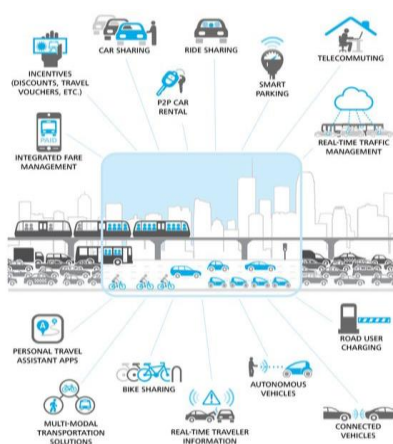 CAR SHARING
RIDE SHARING
TELECOMMUTING
INCENTIVES
(DISCOUNTS, TRAVEL
VOUCHERS, ETC.)
P2P CAR
RENTAL
SMART
PARKING
PAID
INTEGRATED FARE
MANAGEMENT
REAL-TIME TRAFFIC
MANAGEMENT
A
PERSONAL TRAVEL
ASSISTANT APPS
BIKE SHARING
AUTONOMOUS
VEHICLES
ROAD USER
CHARGING
MULTI-MODAL
TRANSPORTATION
SOLUTIONS
REAL-TIME TRAVELER
INFORMATION
CONNECTED
VEHICLES